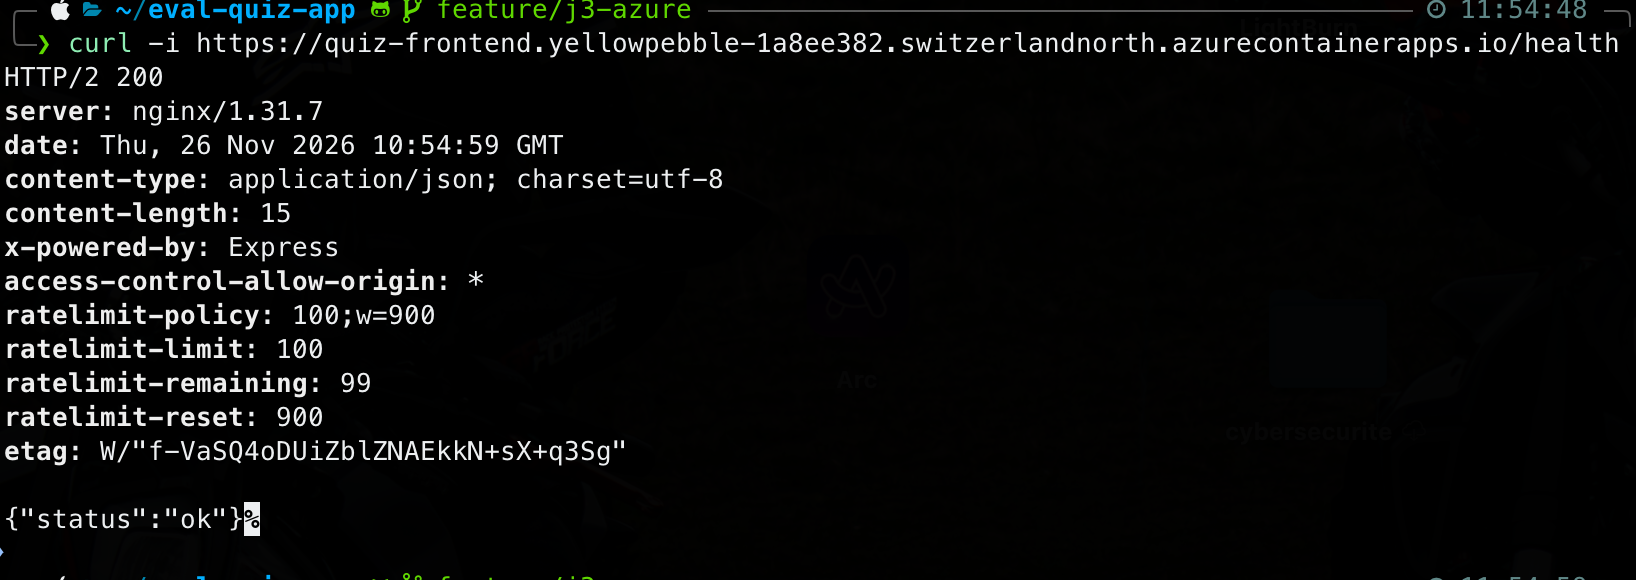 ~/eval-quiz-app feature/j3-azure 11:54:48
❯ curl -i https://quiz-frontend.yellowpebble-1a8ee382.switzerlandnorth.azurecontainerapps.io/health
HTTP/2 200
server: nginx/1.31.7
date: Thu, 26 Nov 2026 10:54:59 GMT
content-type: application/json; charset=utf-8
content-length: 15
x-powered-by: Express
access-control-allow-origin: *
ratelimit-policy: 100;w=900
ratelimit-limit: 100
ratelimit-remaining: 99
ratelimit-reset: 900
etag: W/"f-VaSQ4oDUiZblZNAEkkN+sX+q3Sg"
{"status":"ok"}%
LightBurn
Arc
cybersecurite